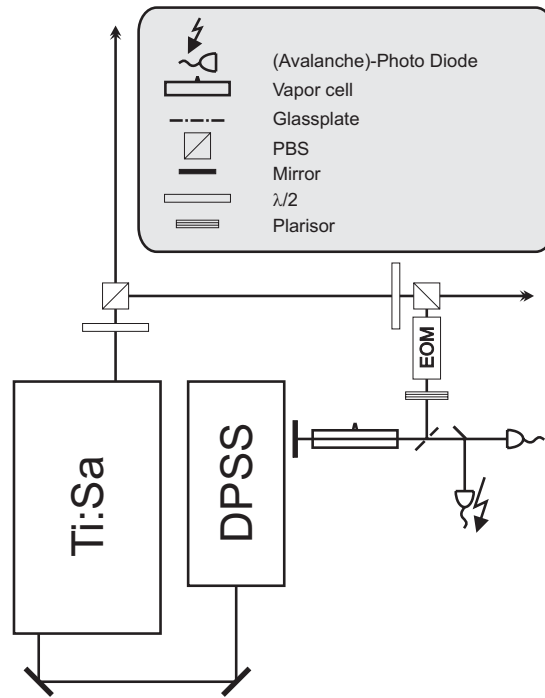 (Avalanche)-Photo Diode
Vapor cell
Glassplate
PBS
Mirror
λ/2
Plarisor
EOM
Ti:Sa
DPSS